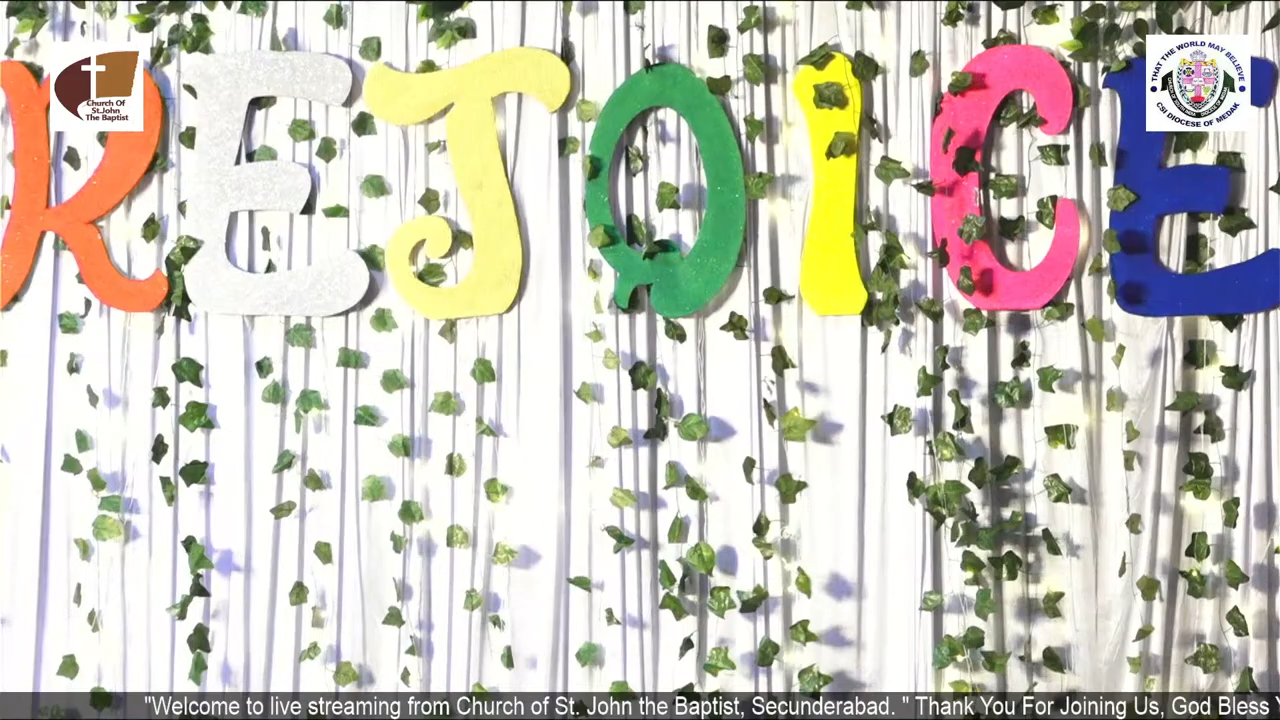 REJOICE
Church Of
St.John
The Baptist
THAT THE WORLD MAY BELIEVE
CSI DIOCESE OF MEDAK
"Welcome to live streaming from Church of St. John the Baptist, Secunderabad. " Thank You For Joining Us, God Bless